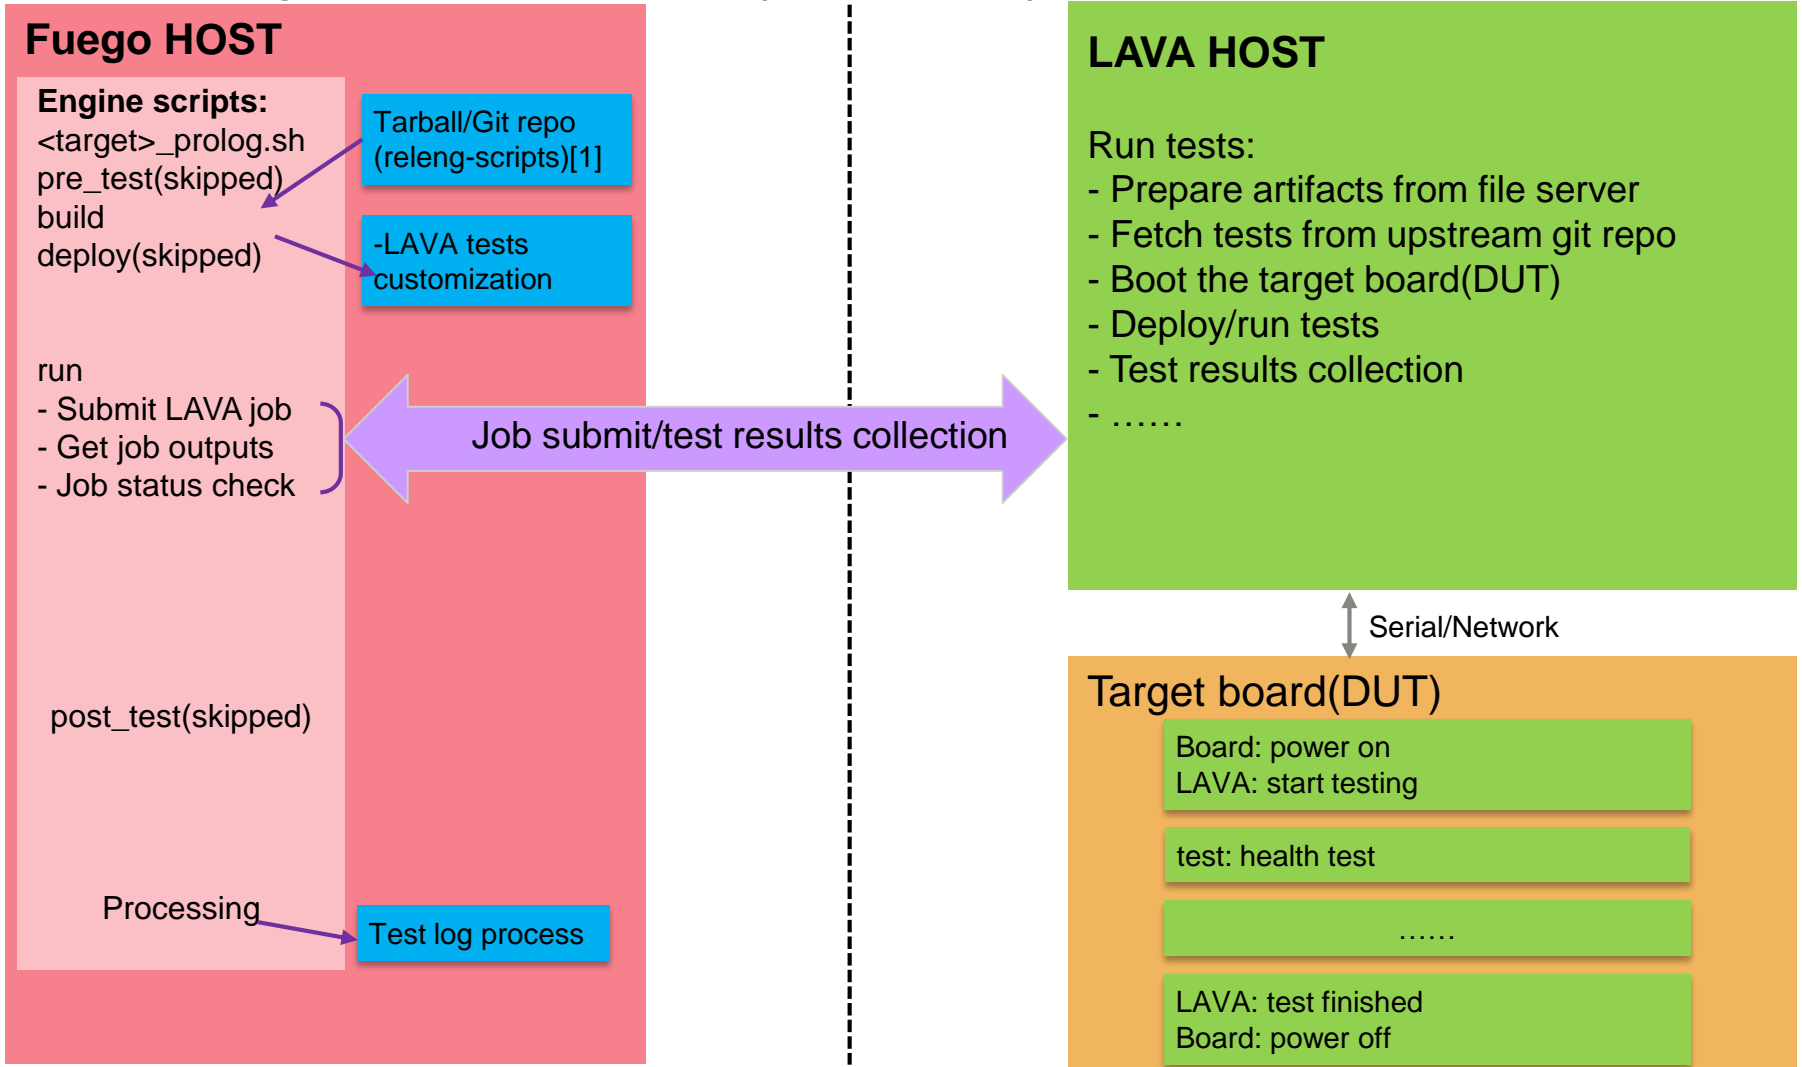 Fuego HOST
Engine scripts:
<target>_prolog.sh
pre_test(skipped)
build
deploy(skipped)
Tarball/Git repo
(releng-scripts)[1]
-LAVA tests
customization
run
- Submit LAVA job
- Get job outputs
- Job status check
Job submit/test results collection
post_test(skipped)
Processing
Test log process
LAVA HOST
Run tests:
- Prepare artifacts from file server
- Fetch tests from upstream git repo
- Boot the target board(DUT)
- Deploy/run tests
- Test results collection
- ......
Serial/Network
Target board(DUT)
Board: power on
LAVA: start testing
test: health test
......
LAVA: test finished
Board: power off